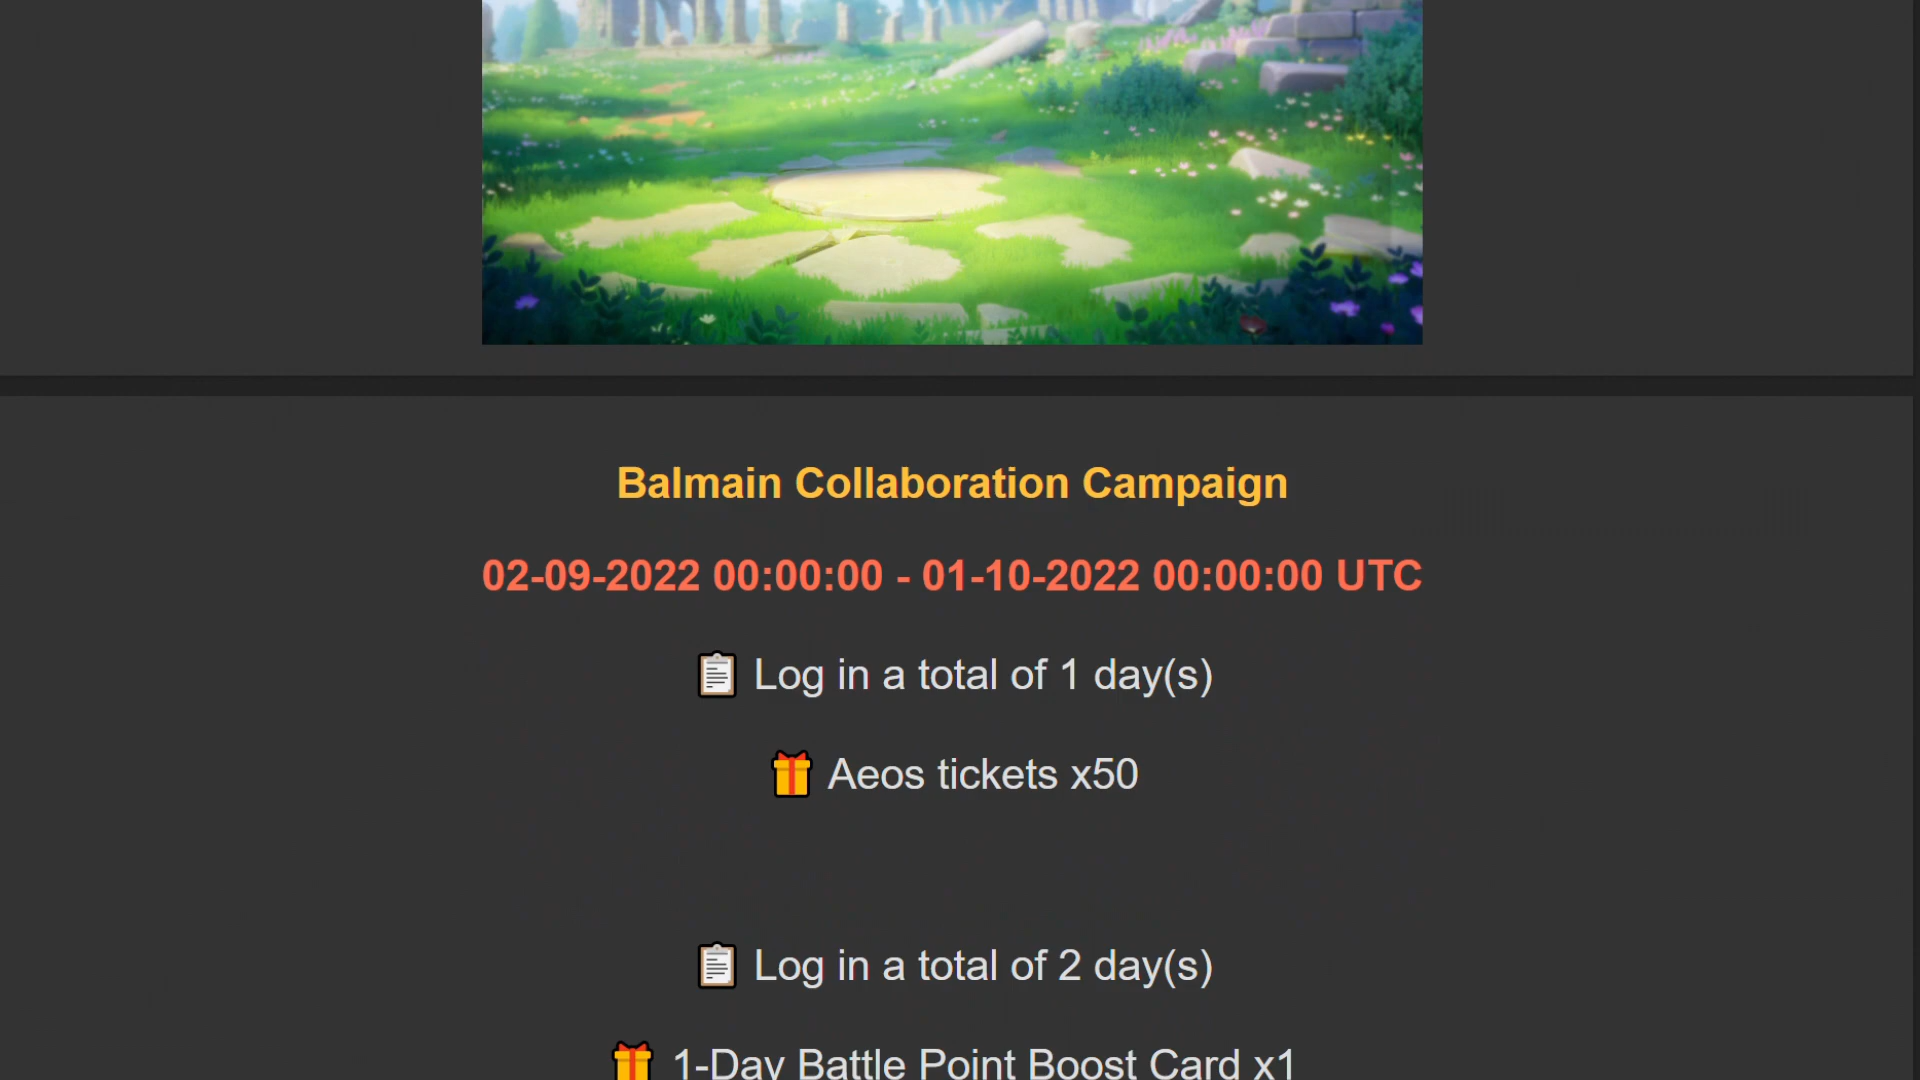 Balmain Collaboration Campaign
02-09-2022 00:00:00 - 01-10-2022 00:00:00 UTC
📋 Log in a total of 1 day(s)
🎁 Aeos tickets x50
📋 Log in a total of 2 day(s)
🎁 1-Day Battle Point Boost Card x1